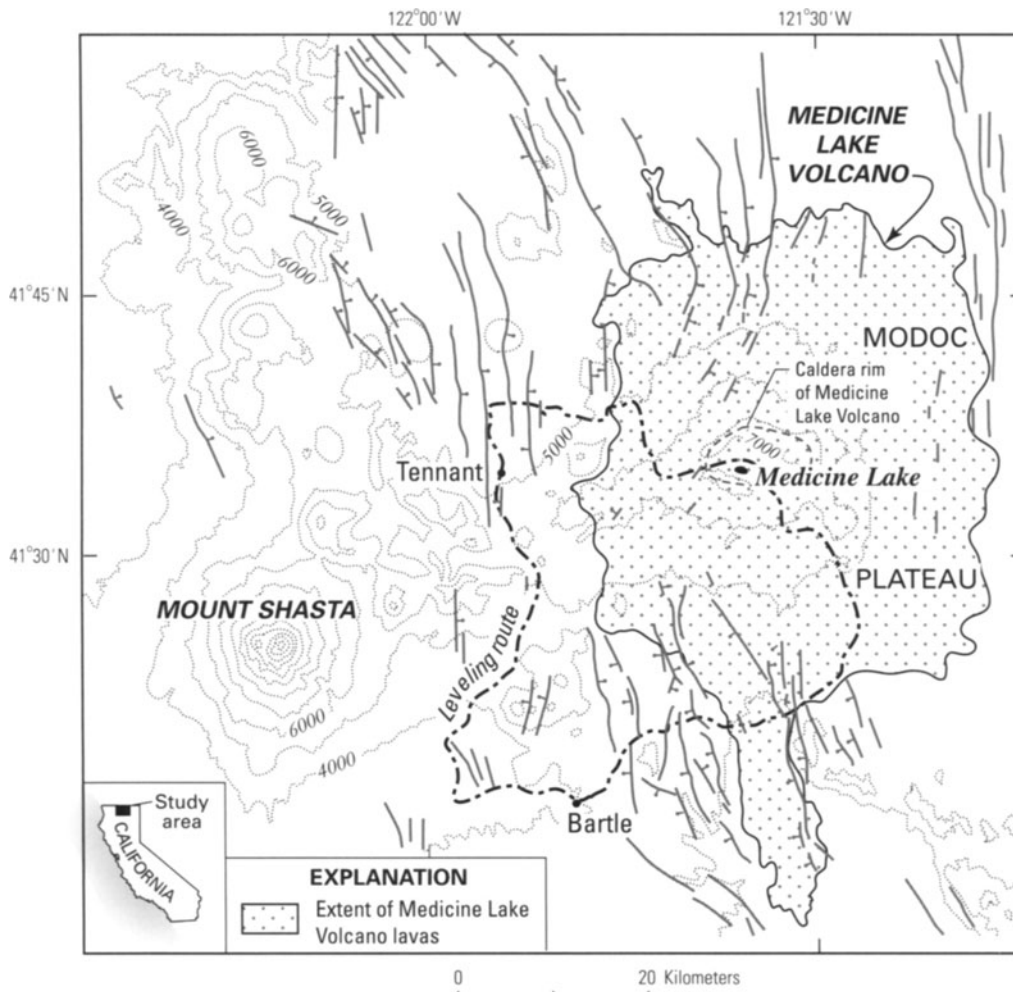 122°00'W
121°30'W
MEDICINE
LAKE
VOLCANO
6000
5000
4000
6000
41°45'N
MODOC
Caldera rim
of Medicine
Lake Volcano
5000
7000
Tennant
Medicine Lake
41°30'N
PLATEAU
MOUNT SHASTA
Leveling route
6000
4000
Study
area
CALIFORNIA
Bartle
EXPLANATION
Extent of Medicine Lake
Volcano lavas
0 20 Kilometers